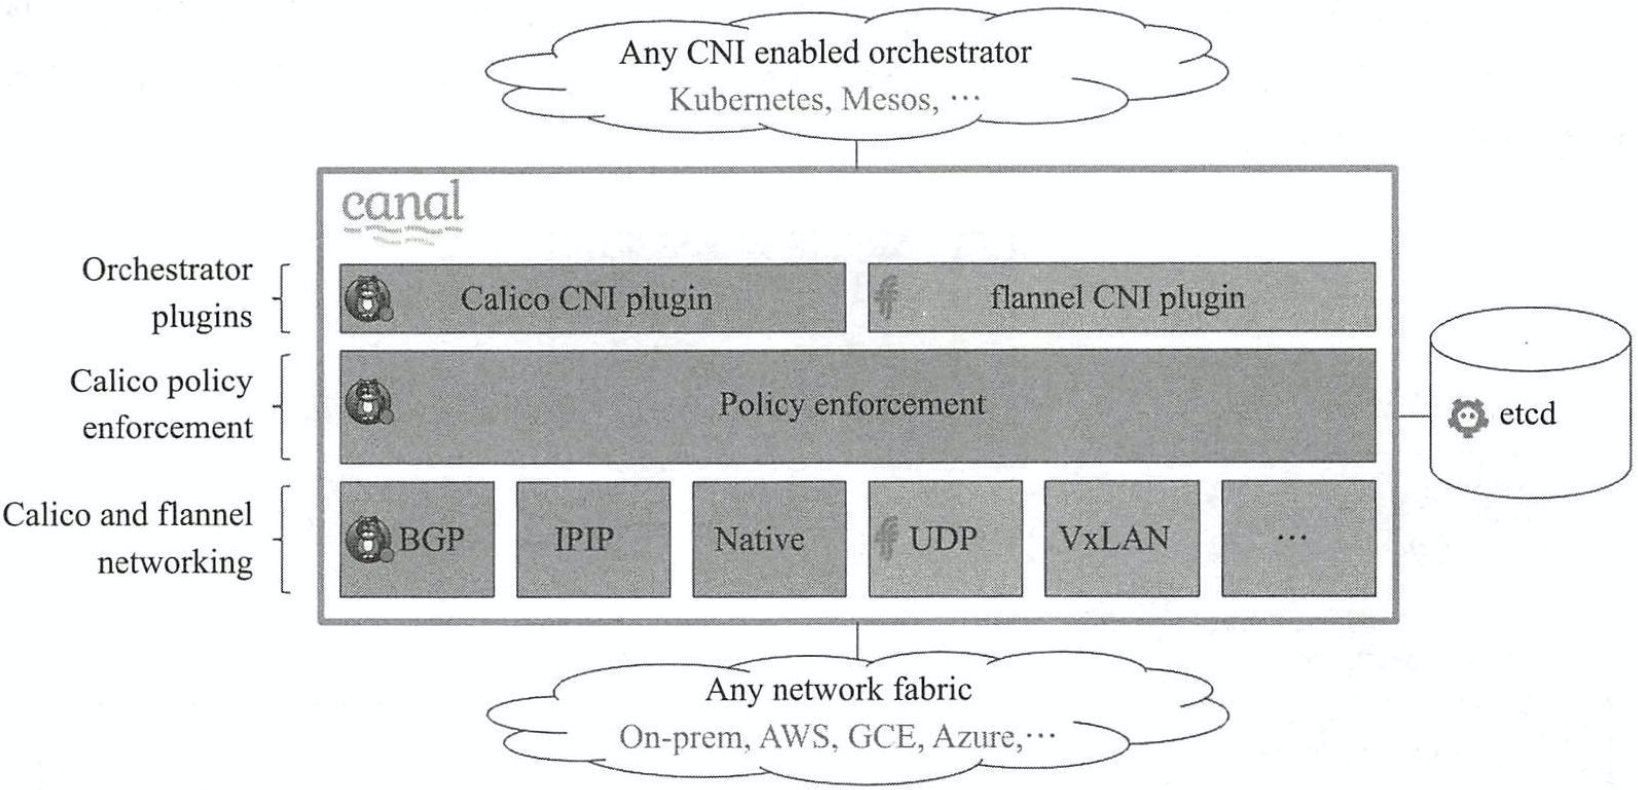 Any CNI enabled orchestrator
Kubernetes, Mesos, ···
canal
Orchestrator
plugins
Calico CNI plugin
flannel CNI plugin
Calico policy
enforcement
Policy enforcement
etcd
Calico and flannel
networking
BGP
IPIP
Native
UDP
VxLAN
···
Any network fabric
On-prem, AWS, GCE, Azure,···